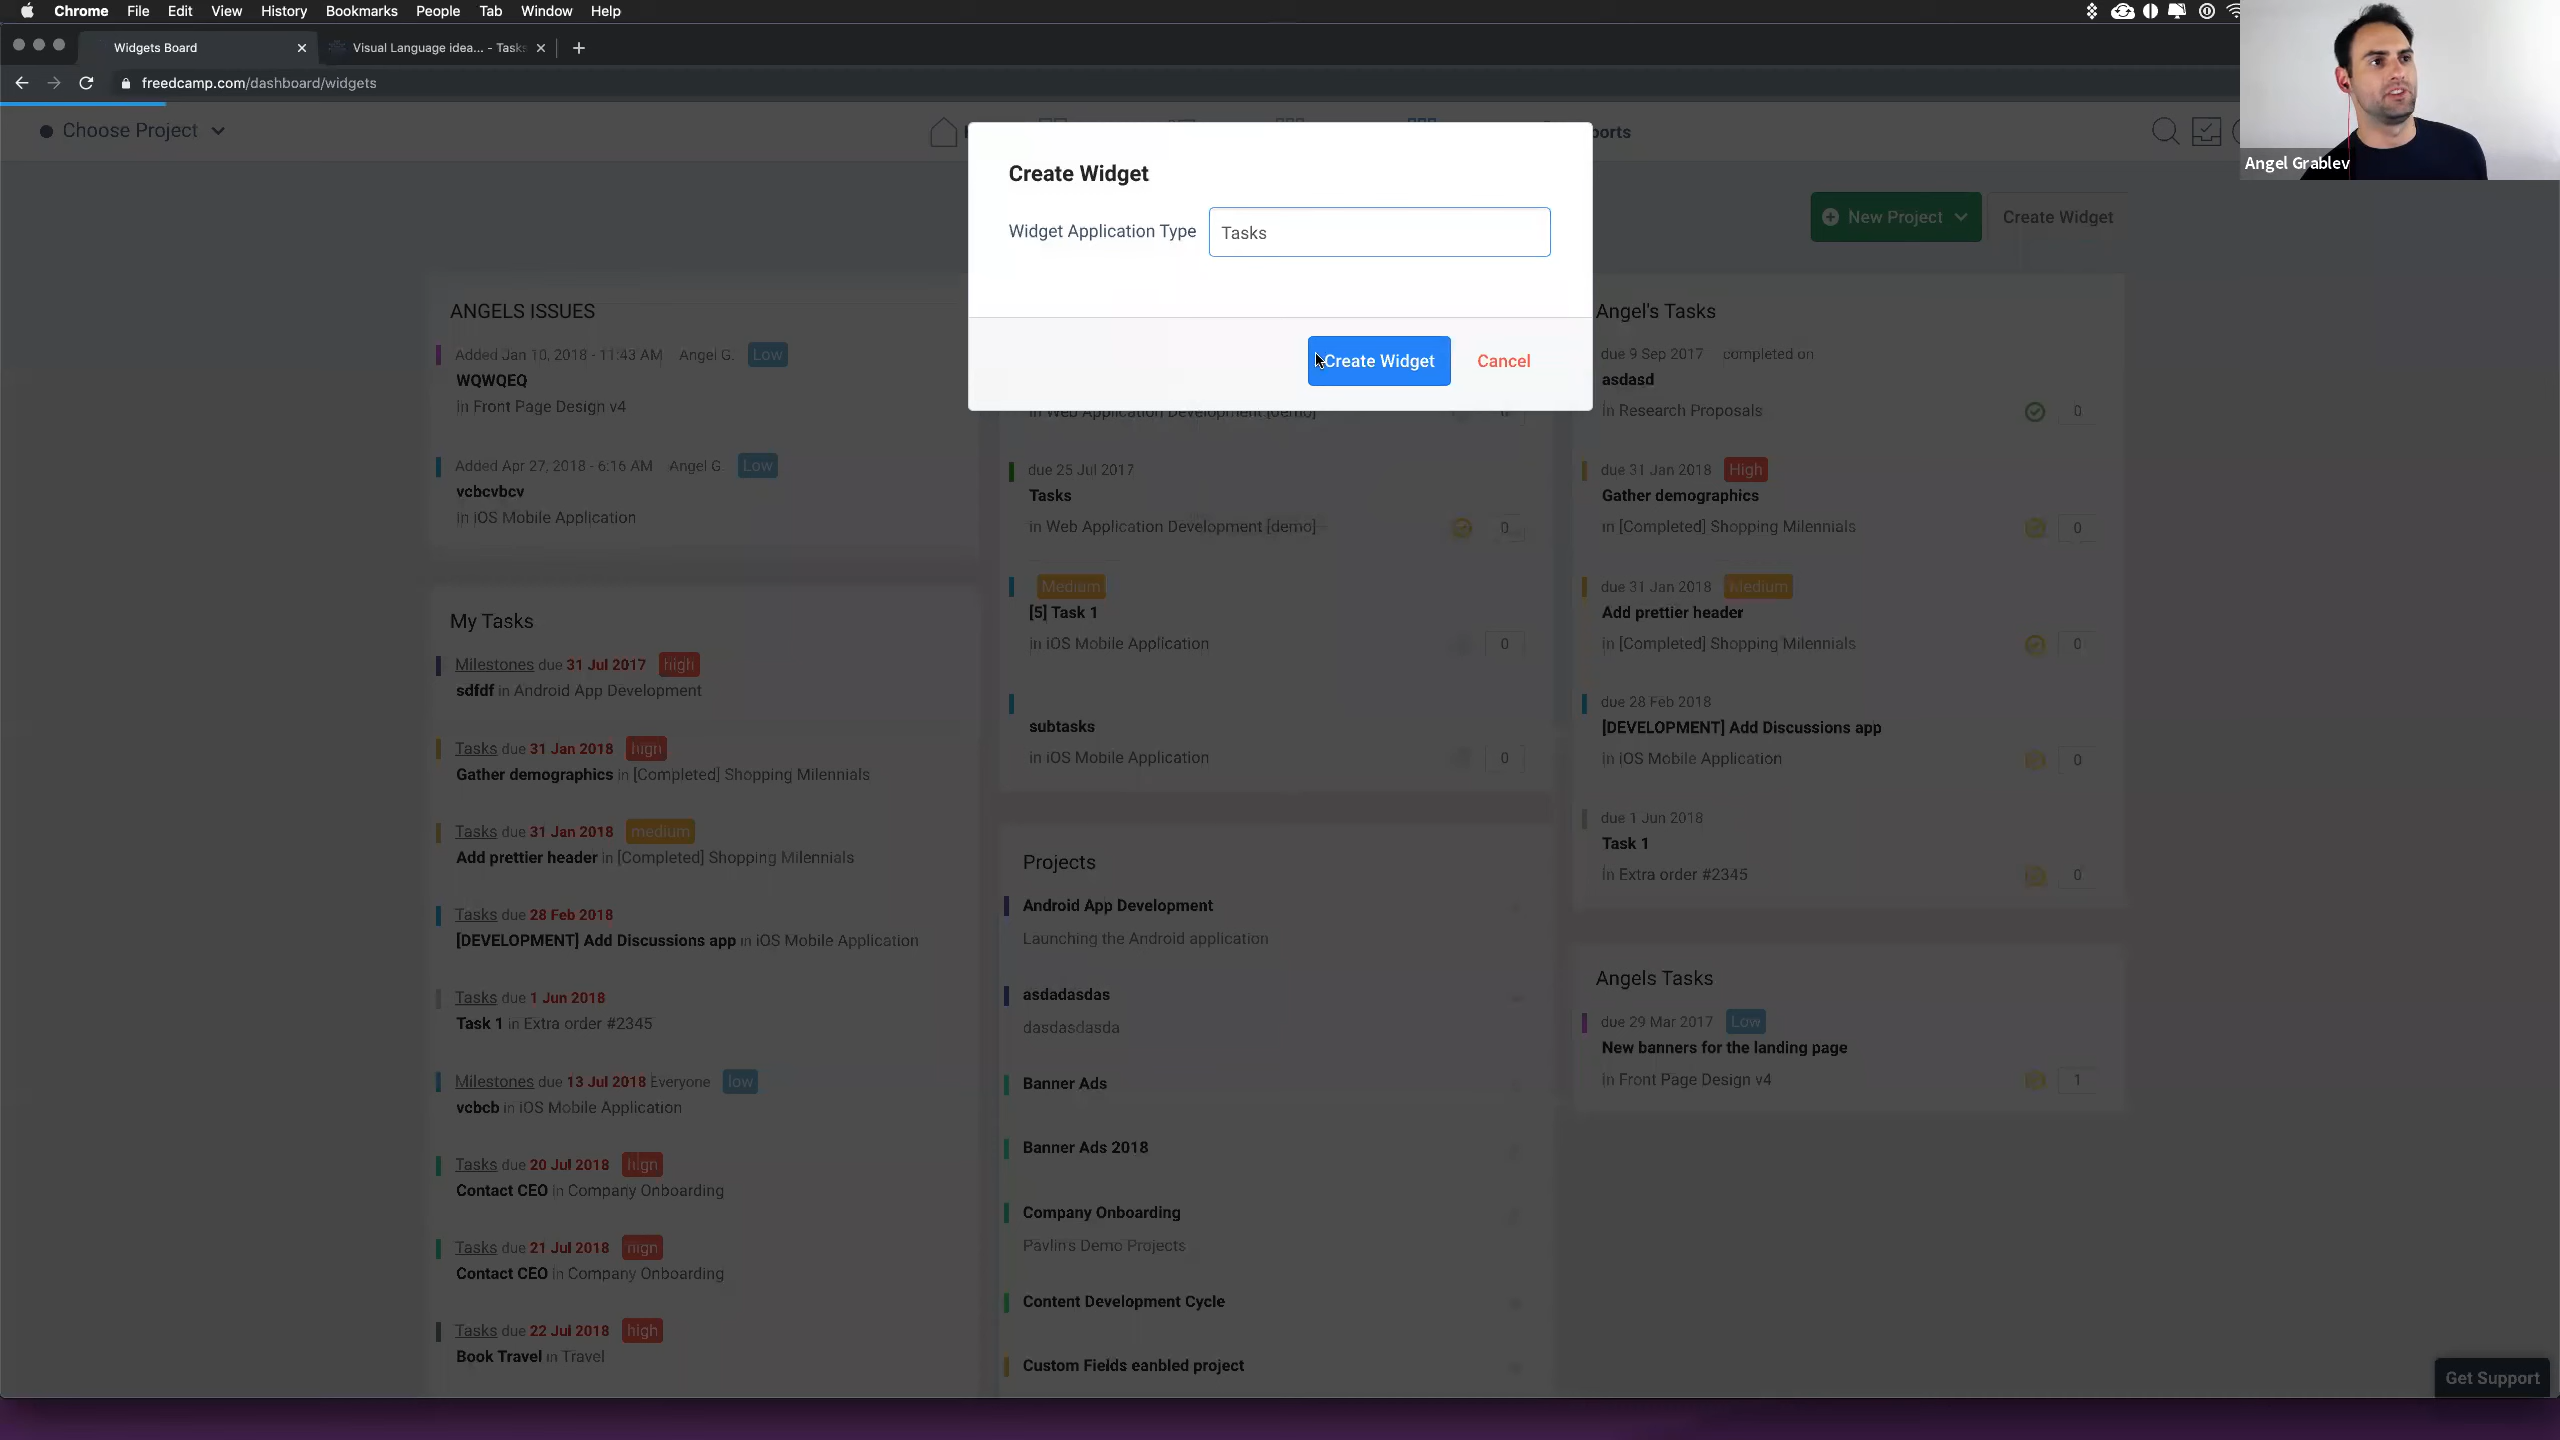 Chrome File Edit View History Bookmarks People Tab Window Help
Widgets Board
Visual Language idea... - Tasks
freedcamp.com/dashboard/widgets
Choose Project
orts
Angel Grablev
Create Widget
Widget Application Type Tasks
Create Widget Cancel
New Project Create Widget
ANGELS ISSUES
Added Jan 10, 2018 - 11:43 AM Angel G. Low
WQWQEQ
in Front Page Design v4
Added Apr 27, 2018 - 6:16 AM Angel G. Low
vcbcvbcv
in iOS Mobile Application
My Tasks
Milestones due 31 Jul 2017 high
sdfdf in Android App Development
Tasks due 31 Jan 2018 high
Gather demographics in [Completed] Shopping Milennials
Tasks due 31 Jan 2018 medium
Add prettier header in [Completed] Shopping Milennials
Tasks due 28 Feb 2018
[DEVELOPMENT] Add Discussions app in iOS Mobile Application
Tasks due 1 Jun 2018
Task 1 in Extra order #2345
Milestones due 13 Jul 2018 Everyone low
vcbcb in iOS Mobile Application
Tasks due 20 Jul 2018 high
Contact CEO in Company Onboarding
Tasks due 21 Jul 2018 high
Contact CEO in Company Onboarding
Tasks due 22 Jul 2018 high
Book Travel in Travel
in Web Application Development [demo] 0
due 25 Jul 2017
Tasks
in Web Application Development [demo] 0
Medium
[5] Task 1
in iOS Mobile Application 0
subtasks
in iOS Mobile Application 0
Projects
Android App Development
Launching the Android application
asdadasdas
dasdasdasda
Banner Ads
Banner Ads 2018
Company Onboarding
Pavlin's Demo Projects
Content Development Cycle
Custom Fields eanbled project
Angel's Tasks
due 9 Sep 2017 completed on
asdasd
in Research Proposals 0
due 31 Jan 2018 High
Gather demographics
in [Completed] Shopping Milennials 0
due 31 Jan 2018 Medium
Add prettier header
in [Completed] Shopping Milennials 0
due 28 Feb 2018
[DEVELOPMENT] Add Discussions app
in iOS Mobile Application 0
due 1 Jun 2018
Task 1
in Extra order #2345 0
Angels Tasks
due 29 Mar 2017 Low
New banners for the landing page
in Front Page Design v4 1
Get Support